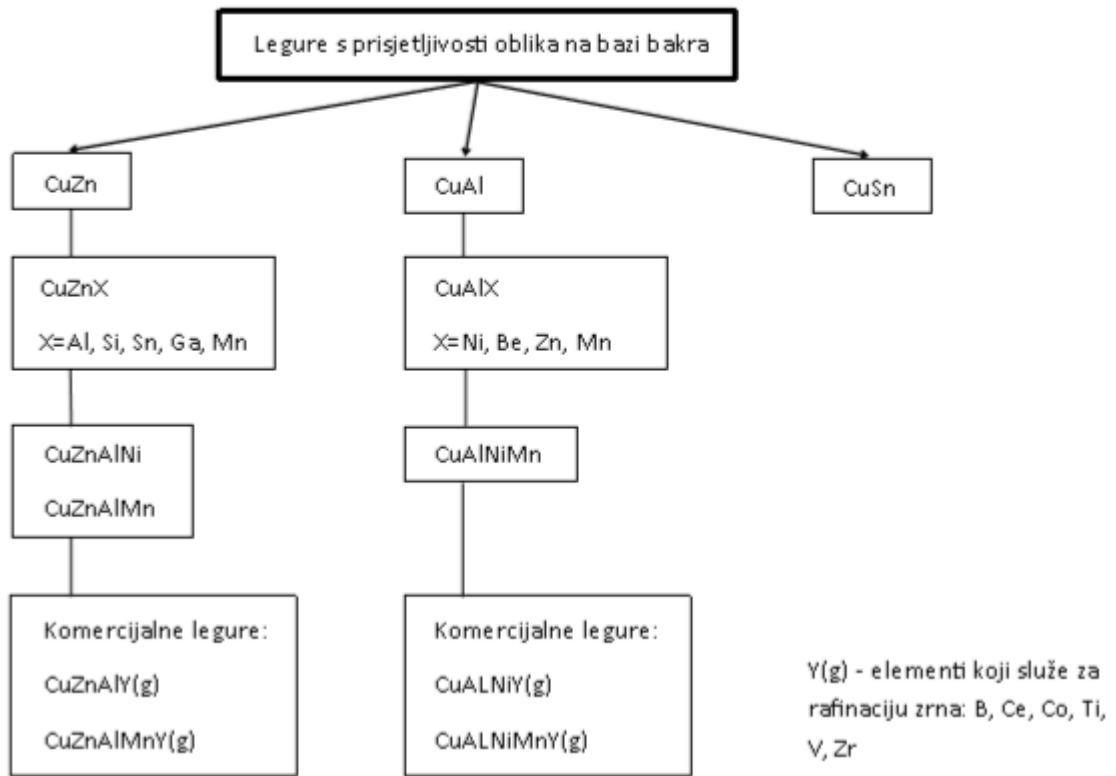 Legure s prisjetljivosti oblika na bazi bakra
CuZn
CuAl
CuSn
CuZnX
X=Al, Si, Sn, Ga, Mn
CuAlX
X=Ni, Be, Zn, Mn
CuZnAlNi
CuZnAlMn
CuAlNiMn
Komercijalne legure:
CuZnAlY(g)
CuZnAlMnY(g)
Komercijalne legure:
CuALNiY(g)
CuALNiMnY(g)
Y(g) - elementi koji služe za
rafinaciju zrna: B, Ce, Co, Ti,
V, Zr